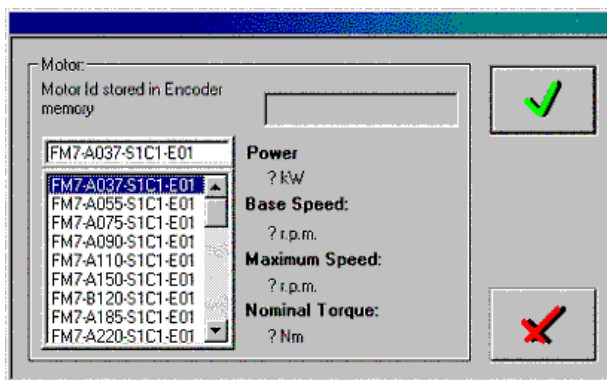 Motor:
Motor Id stored in Encoder
memory
FM7-A037-S1C1-E01
FM7-A037-S1C1-E01
FM7-A055-S1C1-E01
FM7-A075-S1C1-E01
FM7-A090-S1C1-E01
FM7-A110-S1C1-E01
FM7-A150-S1C1-E01
FM7-B120-S1C1-E01
FM7-A185-S1C1-E01
FM7-A220-S1C1-E01
Power
? kW
Base Speed:
? r.p.m.
Maximum Speed:
? r.p.m.
Nominal Torque:
? Nm